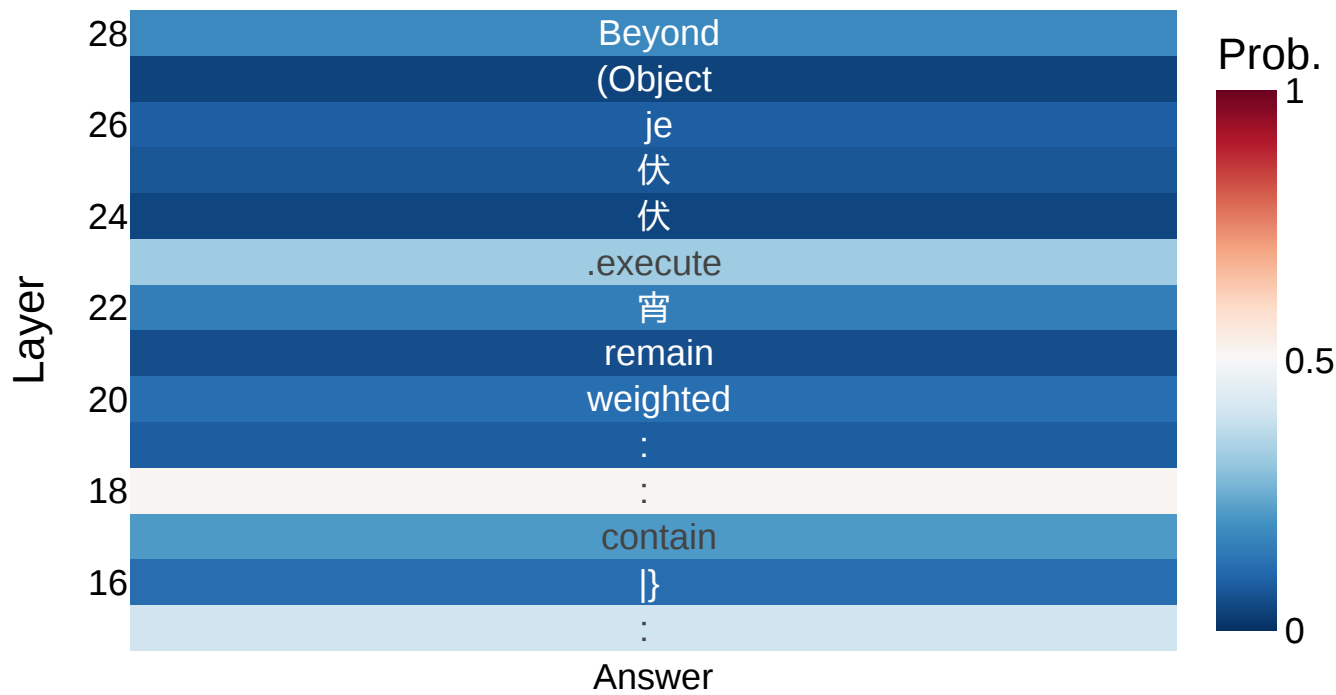 28 Beyond
(Object
26 je
伏
24 伏
.execute
22 宵
remain
20 weighted
:
18 :
contain
16 |}
:
Answer
Layer
Prob.
1
0.5
0